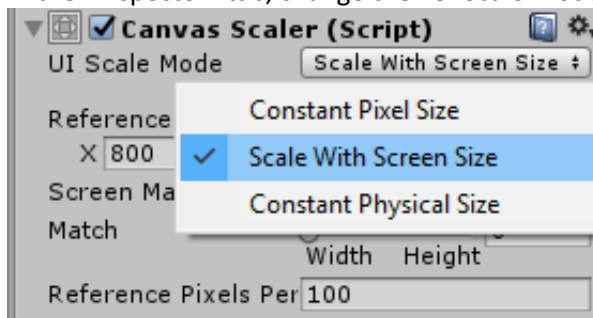 Canvas Scaler (Script)
UI Scale Mode Scale With Screen Size
Reference
Constant Pixel Size
X 800
Scale With Screen Size
Screen Ma
Constant Physical Size
Match
Width Height
Reference Pixels Per 100